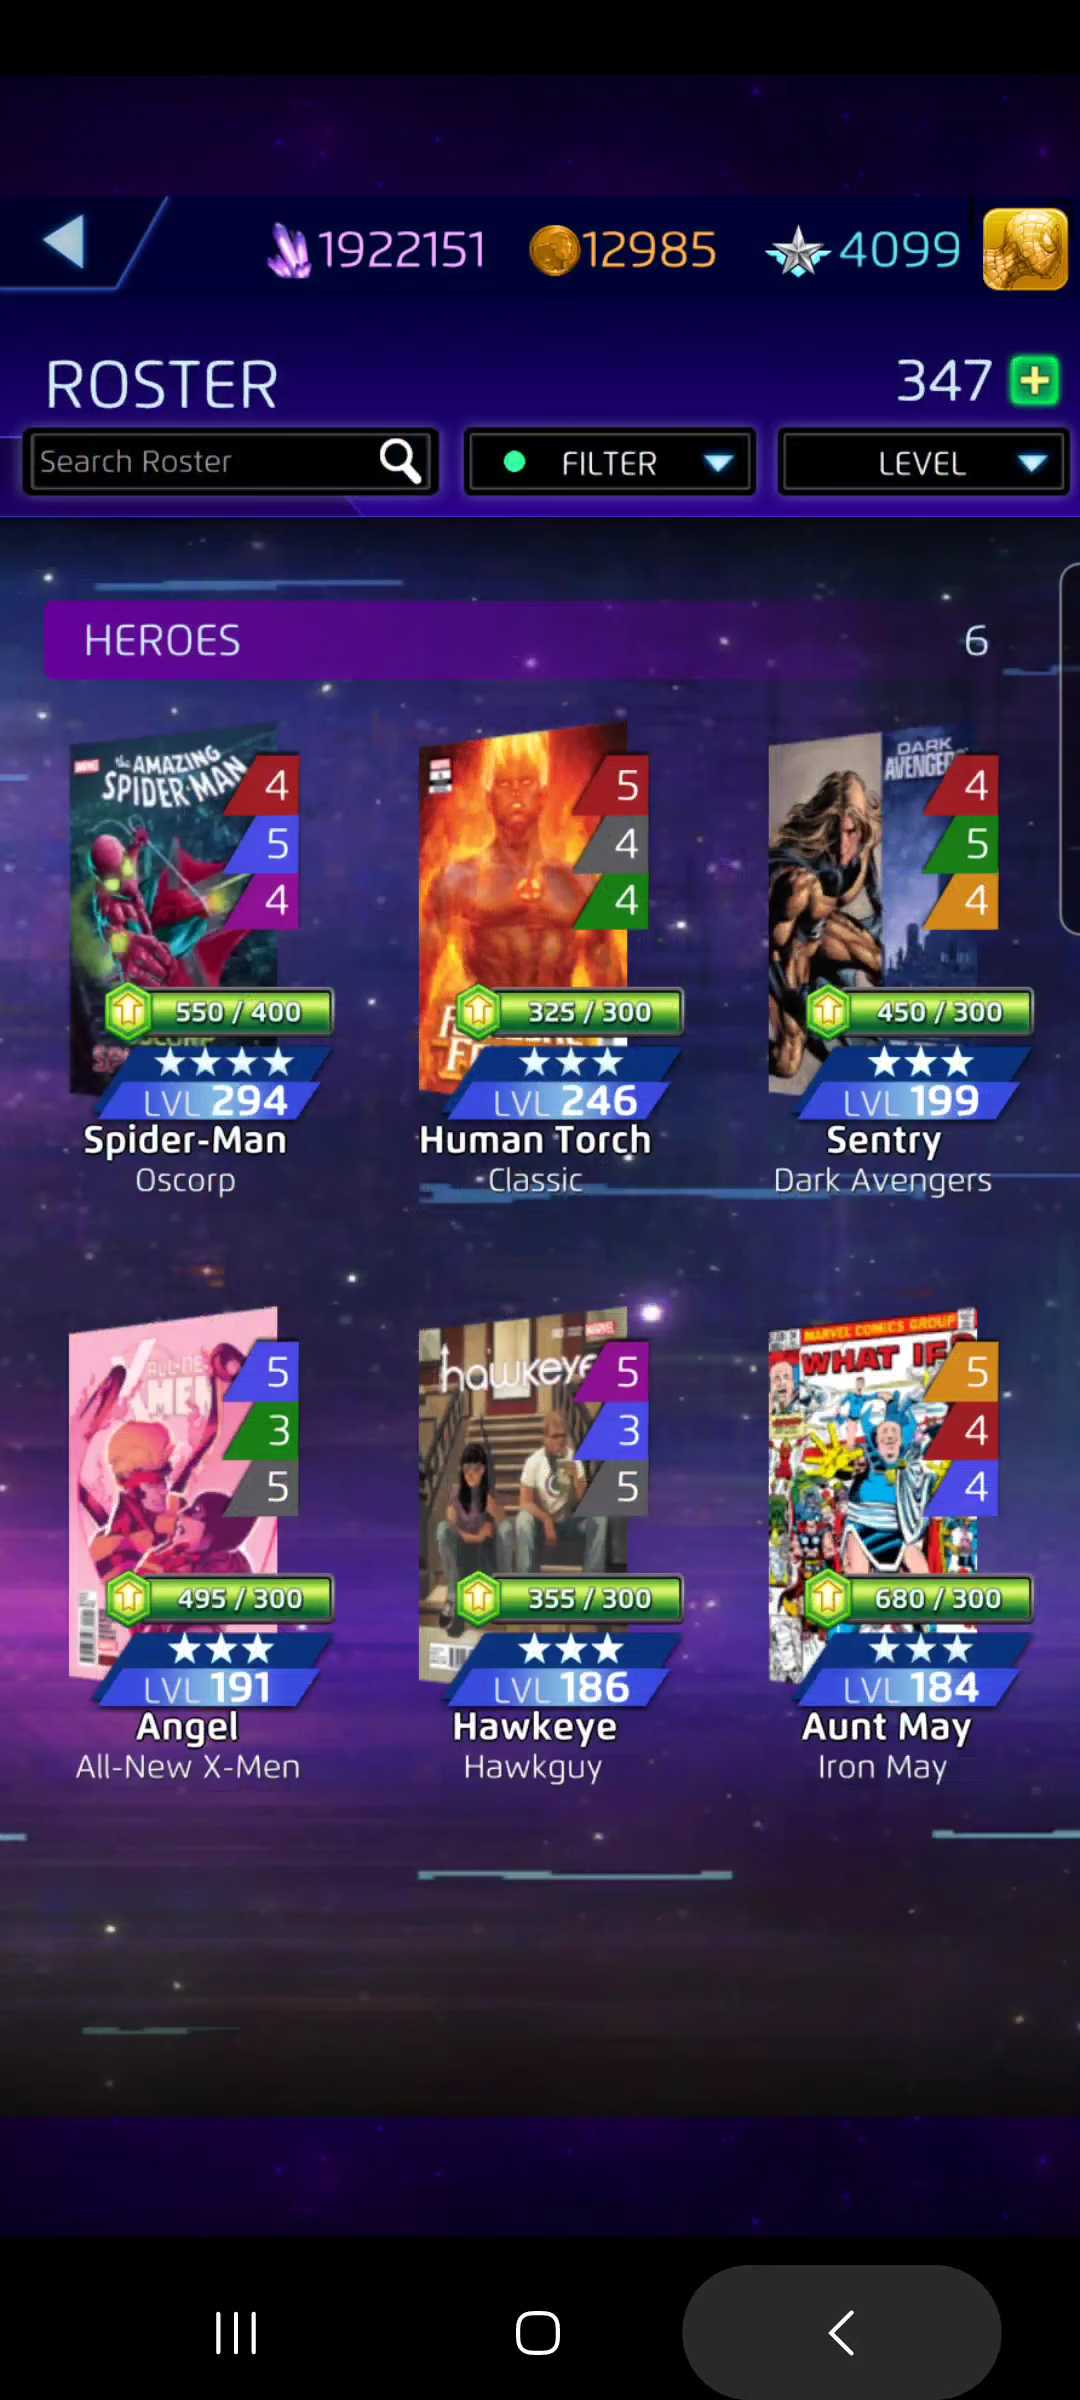 1922151 12985 4099
ROSTER 347
Search Roster FILTER LEVEL
HEROES 6
the AMAZING
SPIDER-MAN
4
5
4
550 / 400
LVL 294
Spider-Man
Oscorp
MARVEL
5
4
4
325 / 300
LVL 246
Human Torch
Classic
DARK
4
5
4
450 / 300
LVL 199
Sentry
Dark Avengers
5
3
5
495 / 300
LVL 191
Angel
All-New X-Men
hawkeye
MARVEL
5
3
5
355 / 300
LVL 186
Hawkeye
Hawkguy
MARVEL COMICS GROUP
WHAT IF
5
4
4
680 / 300
LVL 184
Aunt May
Iron May